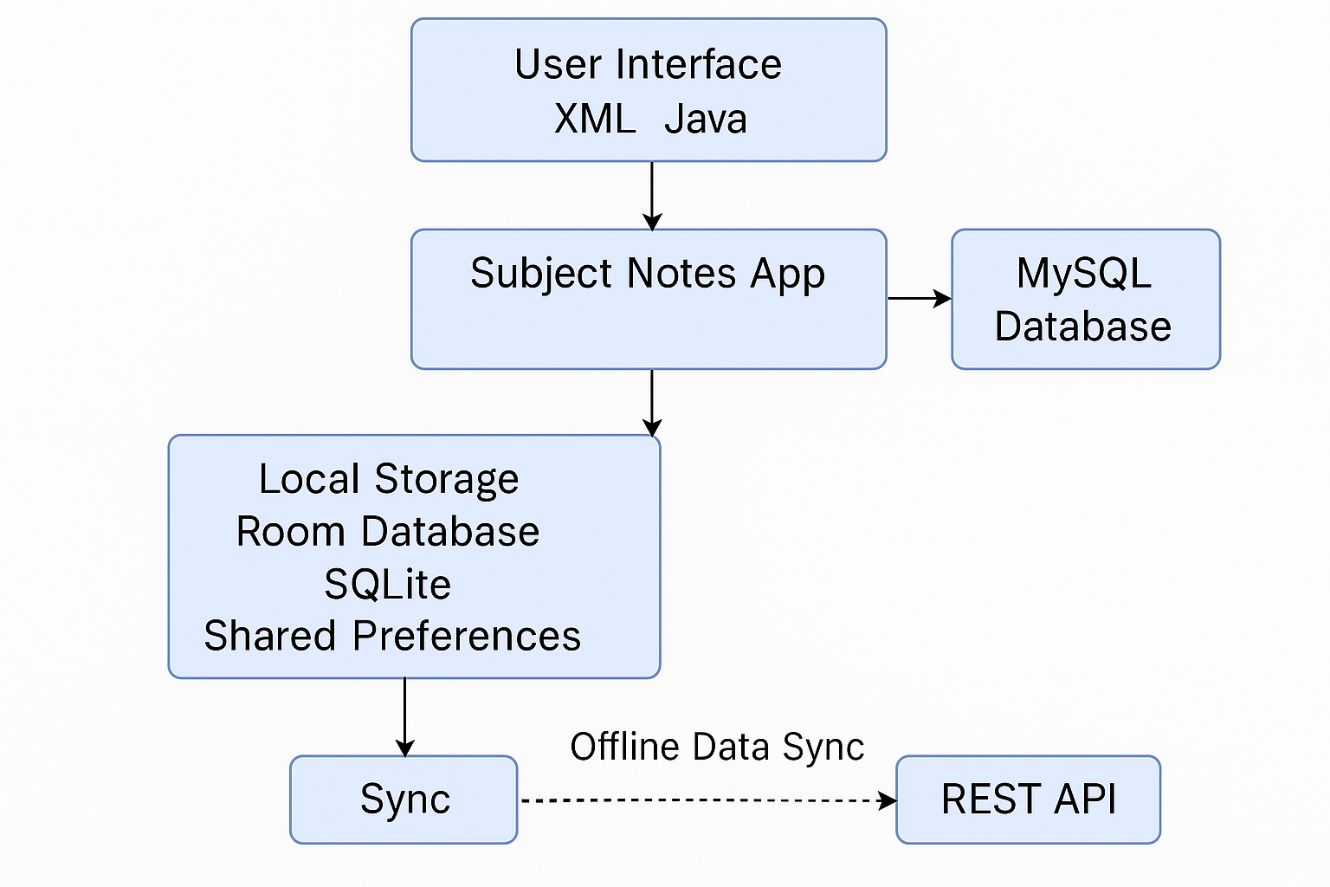 User Interface
XML Java
Subject Notes App
MySQL
Database
Local Storage
Room Database
SQLite
Shared Preferences
Offline Data Sync
Sync
REST API